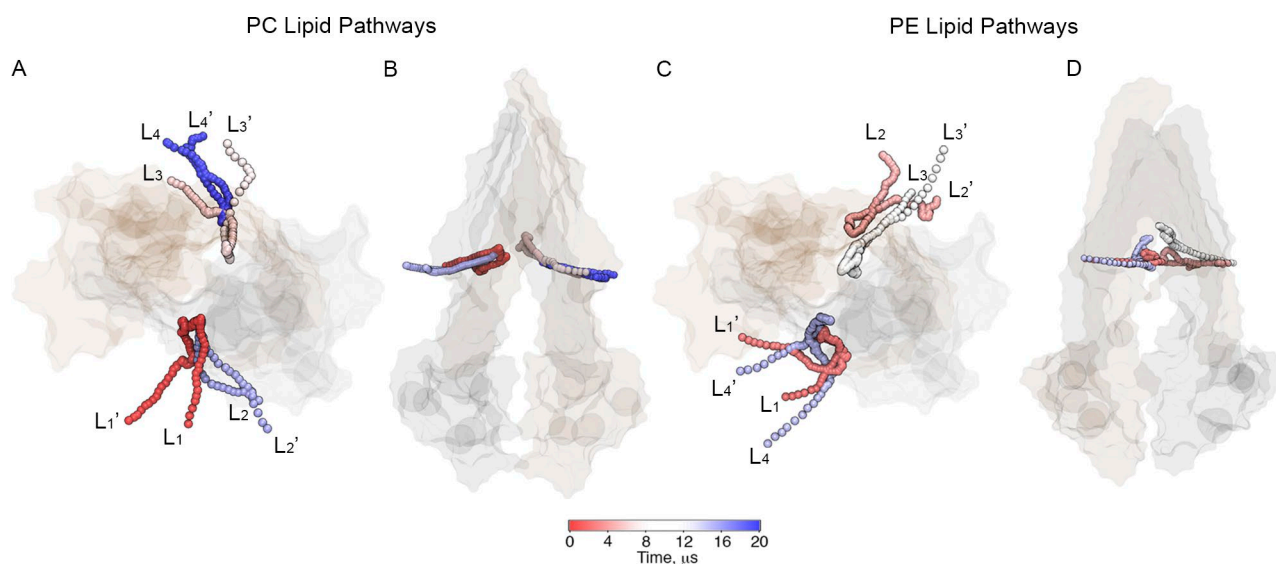 PC Lipid Pathways
PE Lipid Pathways
A
B
C
D
L4
L4'
L3'
L3
L1'
L1
L2
L2'
L2
L3'
L3
L2'
L1'
L4'
L1
L4
0 4 8 12 16 20
Time, μs